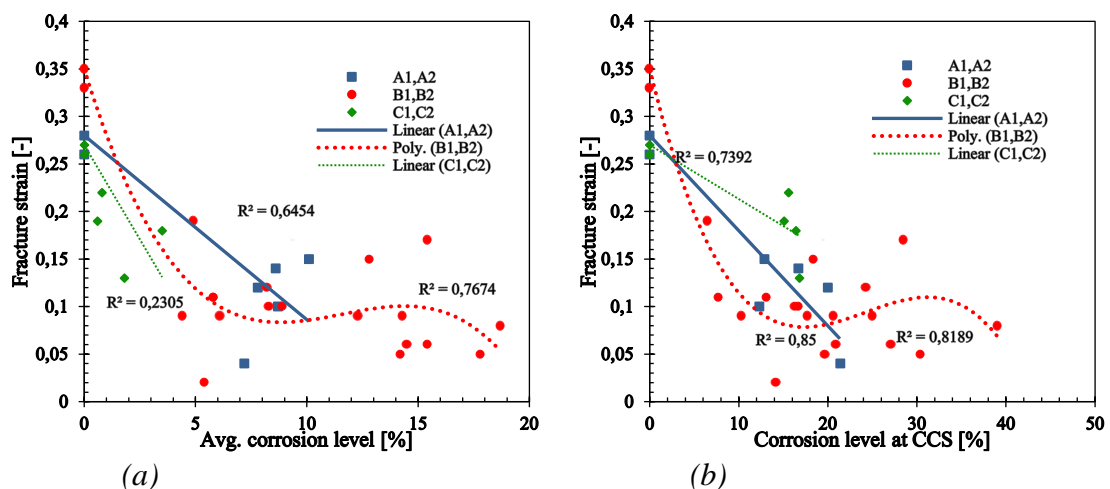 0,4
0,35
0,3
0,25
0,2
0,15
0,1
0,05
0
Fracture strain [-]
A1,A2
B1,B2
C1,C2
Linear (A1,A2)
Poly. (B1,B2)
Linear (C1,C2)
R² = 0,6454
R² = 0,7674
R² = 0,2305
0 5 10 15 20
Avg. corrosion level [%]
(a)
0,4
0,35
0,3
0,25
0,2
0,15
0,1
0,05
0
Fracture strain [-]
A1,A2
B1,B2
C1,C2
Linear (A1,A2)
Poly. (B1,B2)
Linear (C1,C2)
R² = 0,7392
R² = 0,85
R² = 0,8189
0 10 20 30 40 50
Corrosion level at CCS [%]
(b)